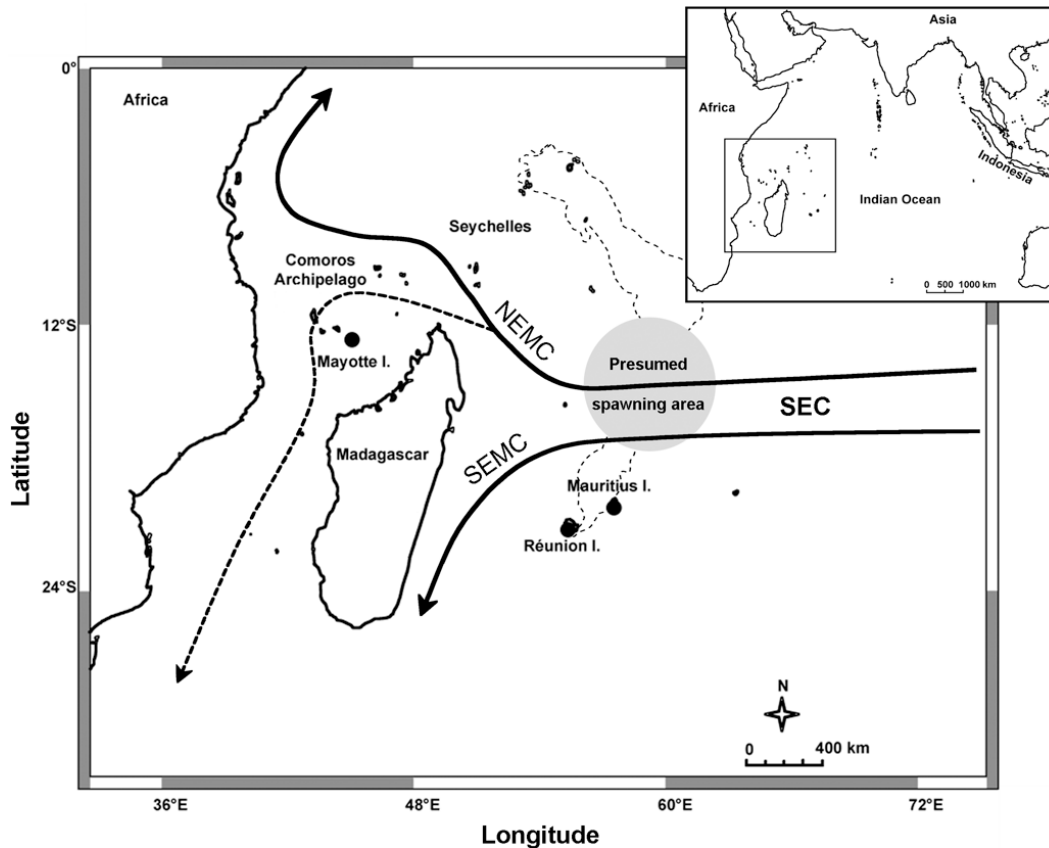 Asia
Africa
Indonesia
Indian Ocean
0 500 1000 km
0°
Africa
Seychelles
Comoros
Archipelago
12°S
NEMC
Mayotte I.
Presumed
spawning area
SEC
Madagascar
SEMC
Mauritius I.
Réunion I.
24°S
Latitude
N
0 400 km
36°E 48°E 60°E 72°E
Longitude